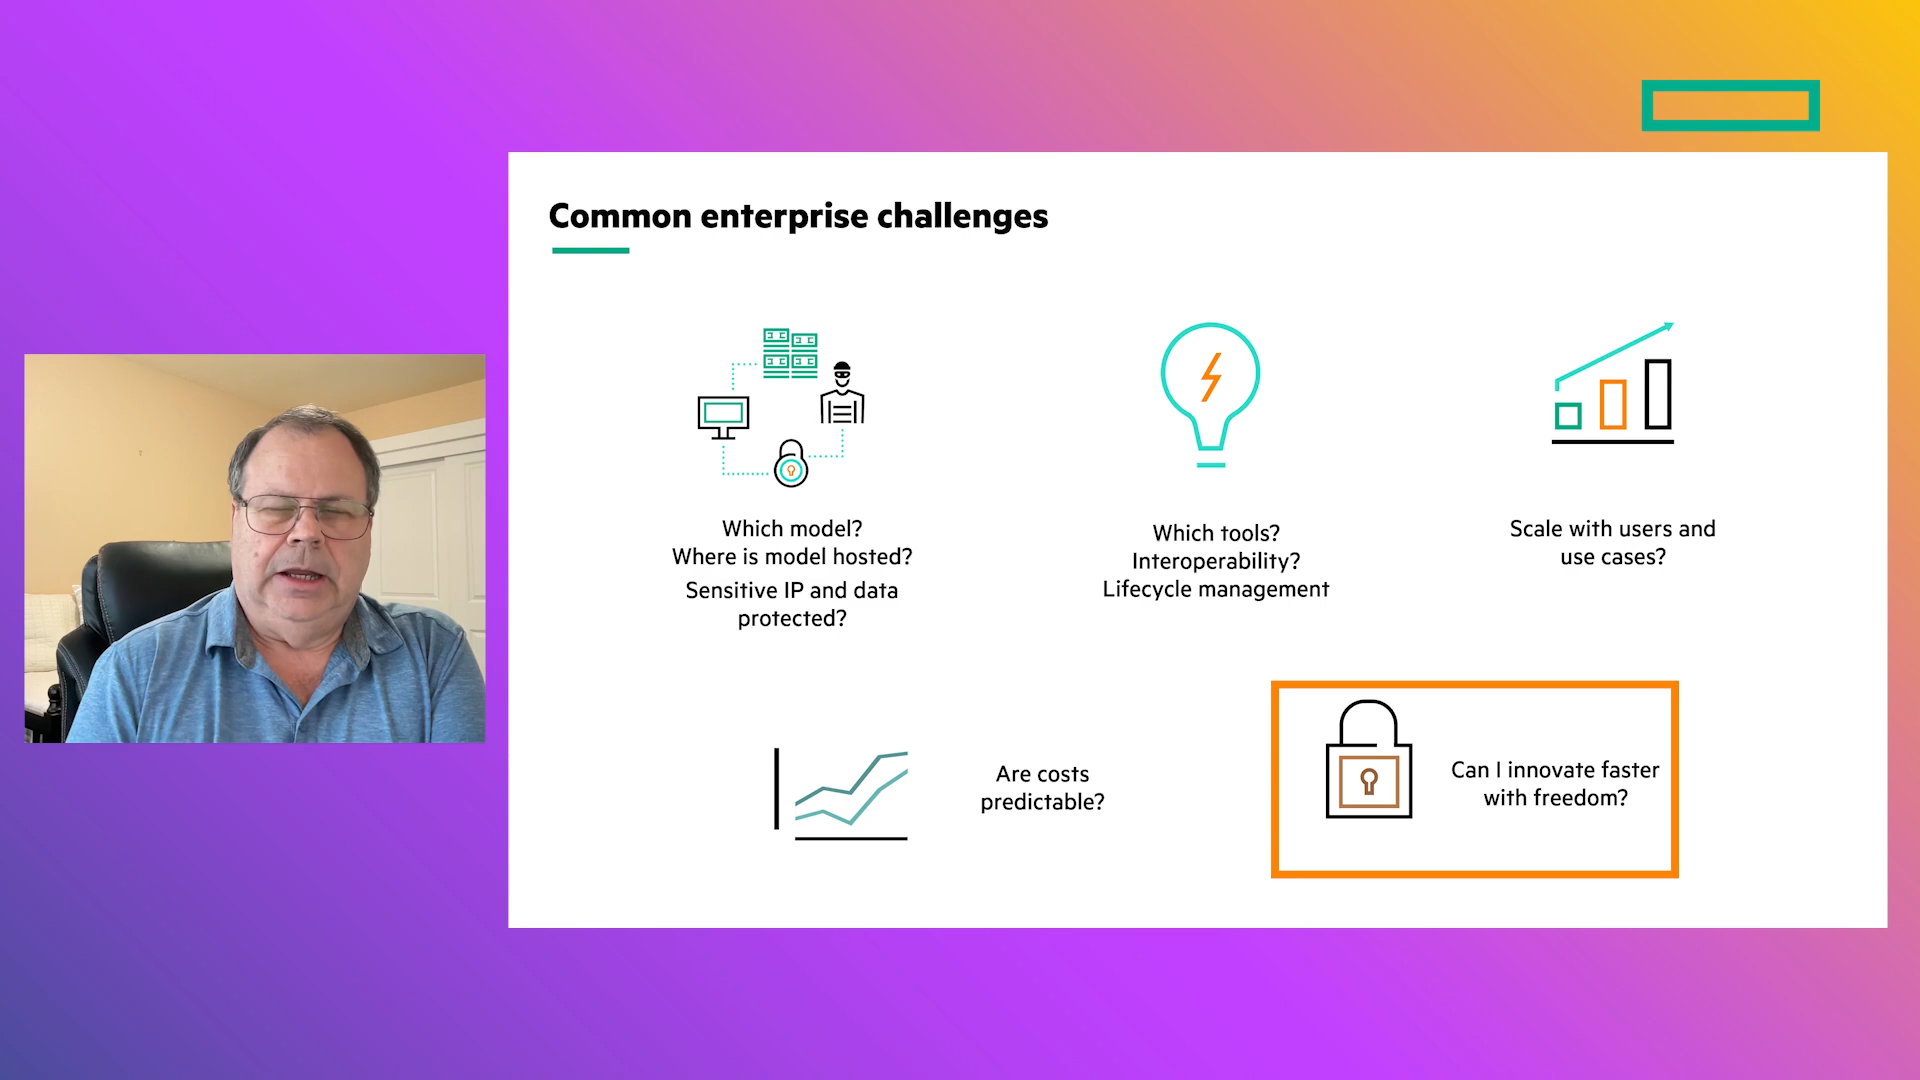 Common enterprise challenges
Which model?
Where is model hosted?
Sensitive IP and data
protected?
Which tools?
Interoperability?
Lifecycle management
Scale with users and
use cases?
Are costs
predictable?
Can I innovate faster
with freedom?